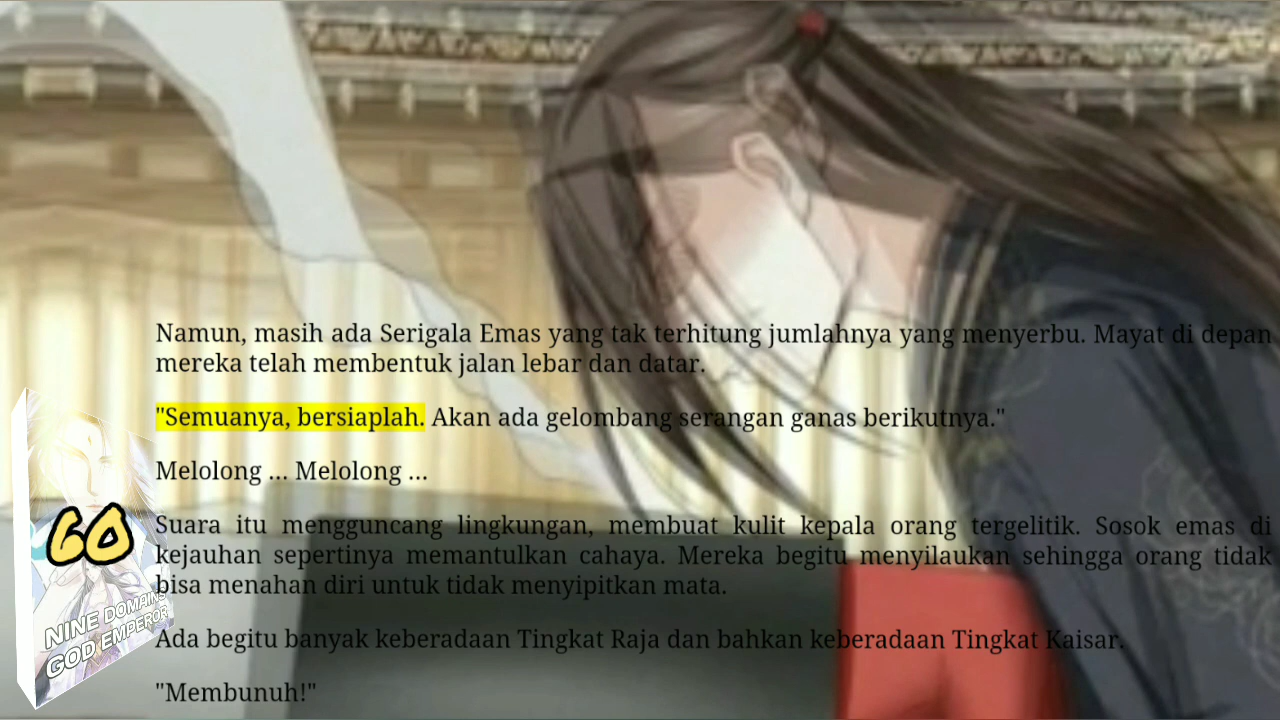 Namun, masih ada Serigala Emas yang tak terhitung jumlahnya yang menyerbu. Mayat di depan
mereka telah membentuk jalan lebar dan datar.
"Semuanya, bersiaplah. Akan ada gelombang serangan ganas berikutnya."
Melolong ... Melolong ...
Suara itu mengguncang lingkungan, membuat kulit kepala orang tergelitik. Sosok emas di
kejauhan sepertinya memantulkan cahaya. Mereka begitu menyilaukan sehingga orang tidak
bisa menahan diri untuk tidak menyipitkan mata.
Ada begitu banyak keberadaan Tingkat Raja dan bahkan keberadaan Tingkat Kaisar.
"Membunuh!"
60
NINE DOMAINS
GOD EMPEROR